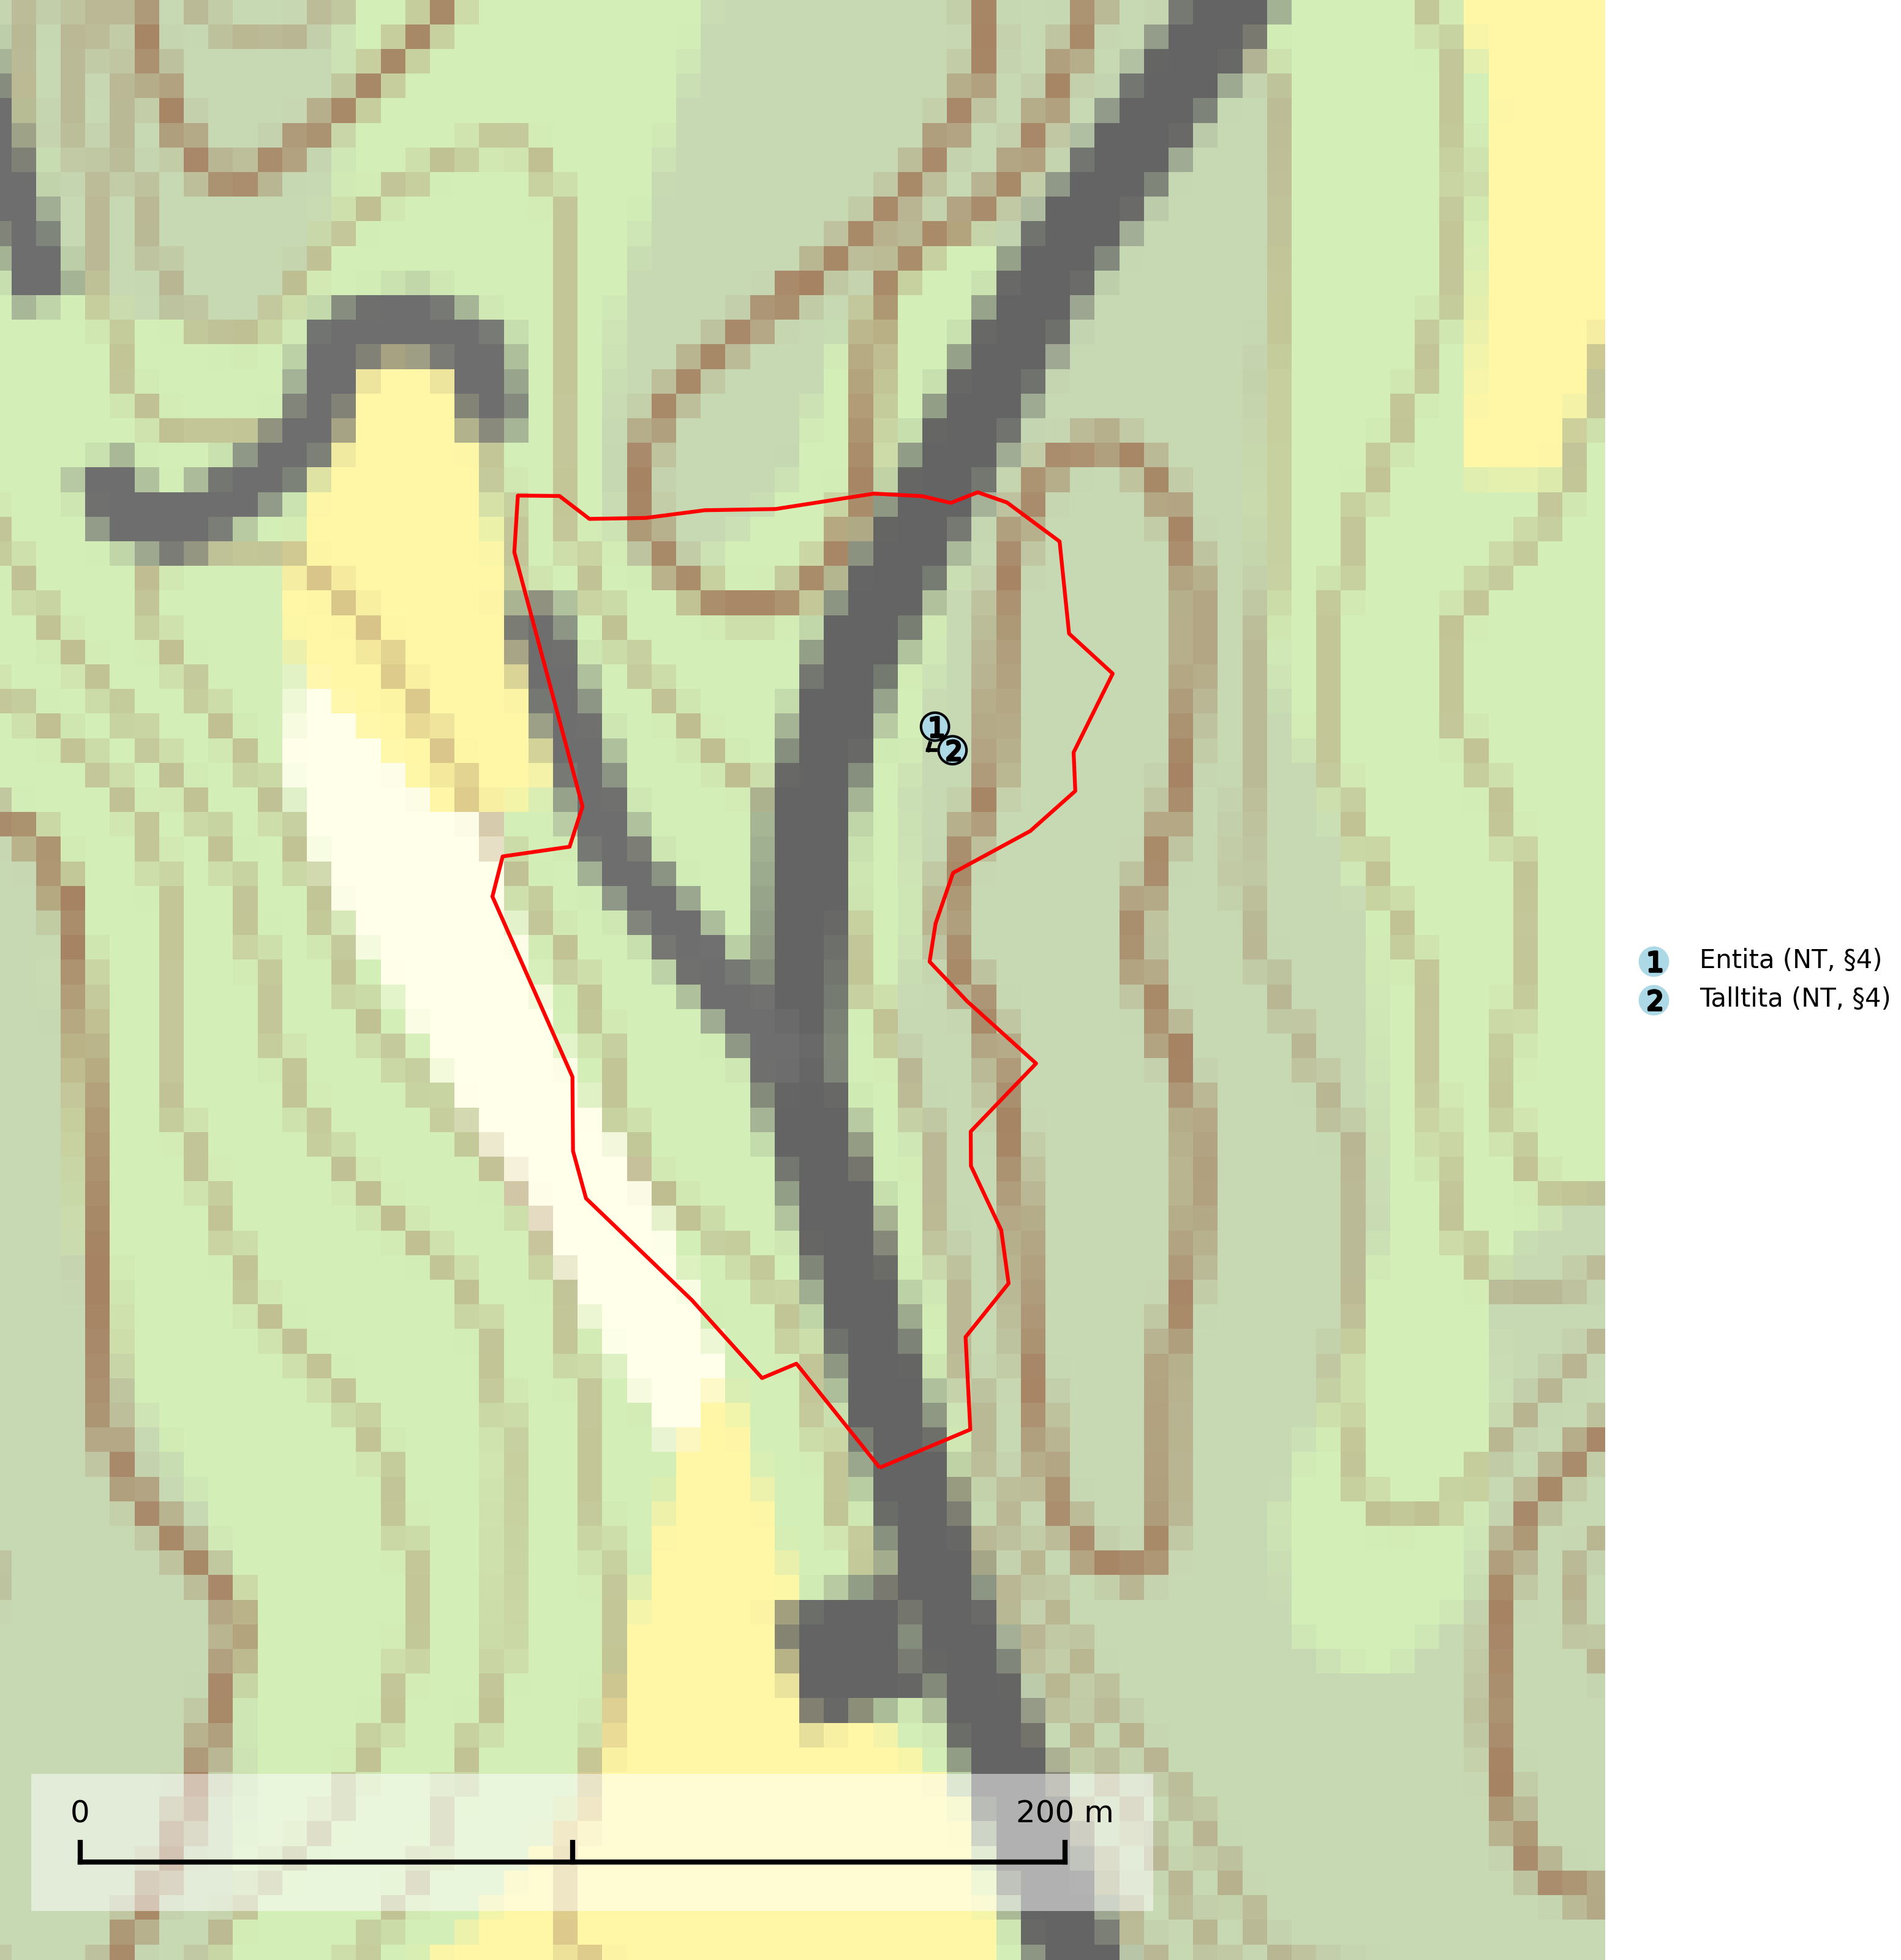 1
2
1 Entita (NT, §4)
2 Talltita (NT, §4)
0 200 m